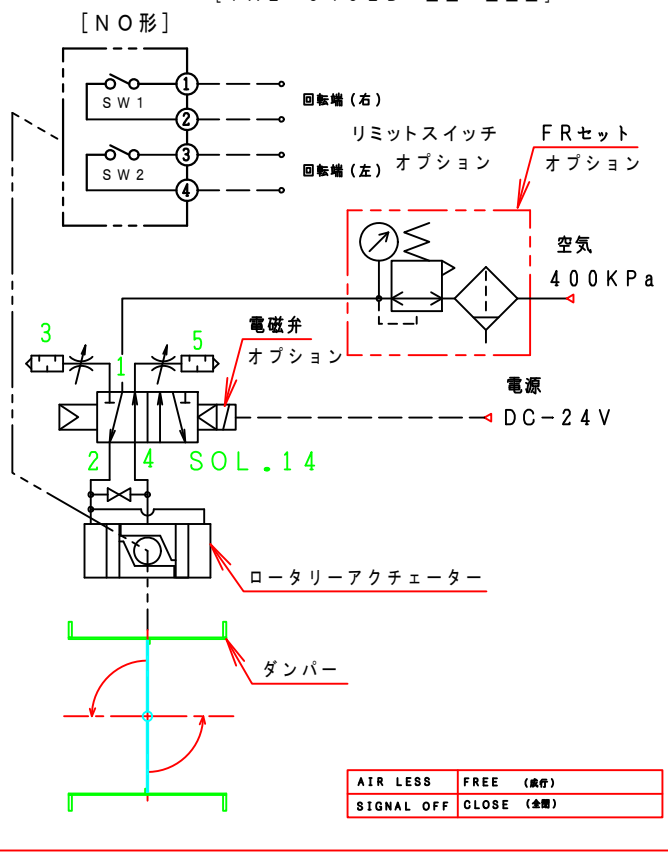 [NO形]
SW1
1
2
回転端(右)
SW2
3
4
回転端(左)
リミットスイッチ
オプション
FRセット
オプション
空気
400KPa
電磁弁
オプション
3
1
5
電源
DC-24V
2
4
SOL.14
ロータリーアクチェーター
ダンパー
AIR LESS FREE
SIGNAL OFF CLOSE (全閉)